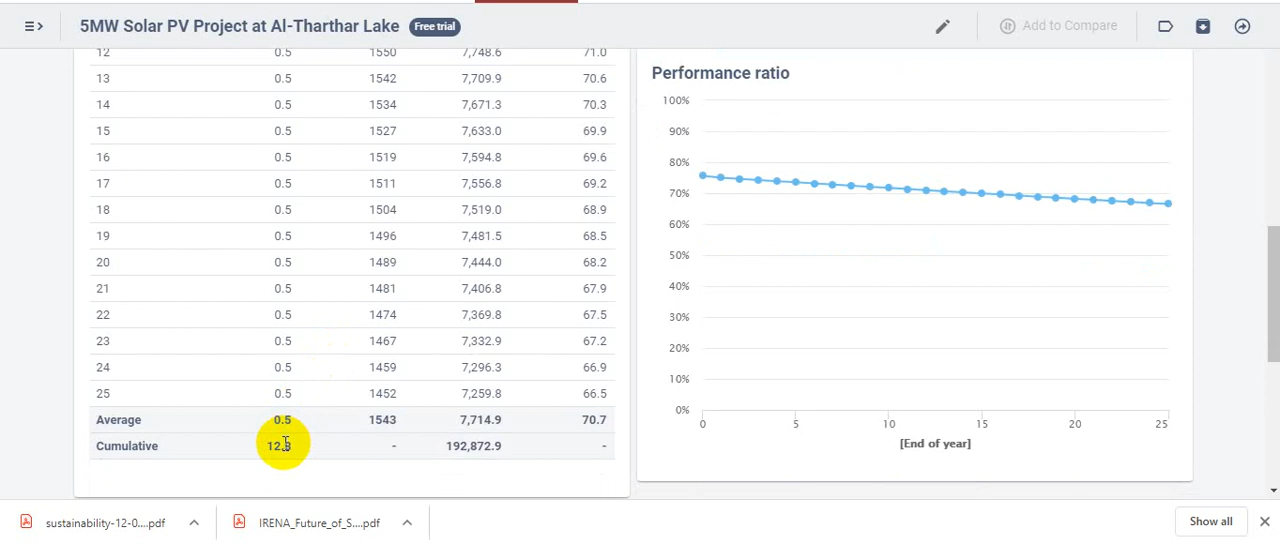 5MW Solar PV Project at Al-Tharthar Lake Free trial Add to Compare
12 0.5 1550 7,748.6 71.0
13 0.5 1542 7,709.9 70.6
14 0.5 1534 7,671.3 70.3
15 0.5 1527 7,633.0 69.9
16 0.5 1519 7,594.8 69.6
17 0.5 1511 7,556.8 69.2
18 0.5 1504 7,519.0 68.9
19 0.5 1496 7,481.5 68.5
20 0.5 1489 7,444.0 68.2
21 0.5 1481 7,406.8 67.9
22 0.5 1474 7,369.8 67.5
23 0.5 1467 7,332.9 67.2
24 0.5 1459 7,296.3 66.9
25 0.5 1452 7,259.8 66.5
Average 0.5 1543 7,714.9 70.7
Cumulative - 192,872.9 -
Performance ratio
100%
90%
80%
70%
60%
50%
40%
30%
20%
10%
0%
0 5 10 15 20 25
[End of year]
sustainability-12-0....pdf IRENA_Future_of_S....pdf Show all